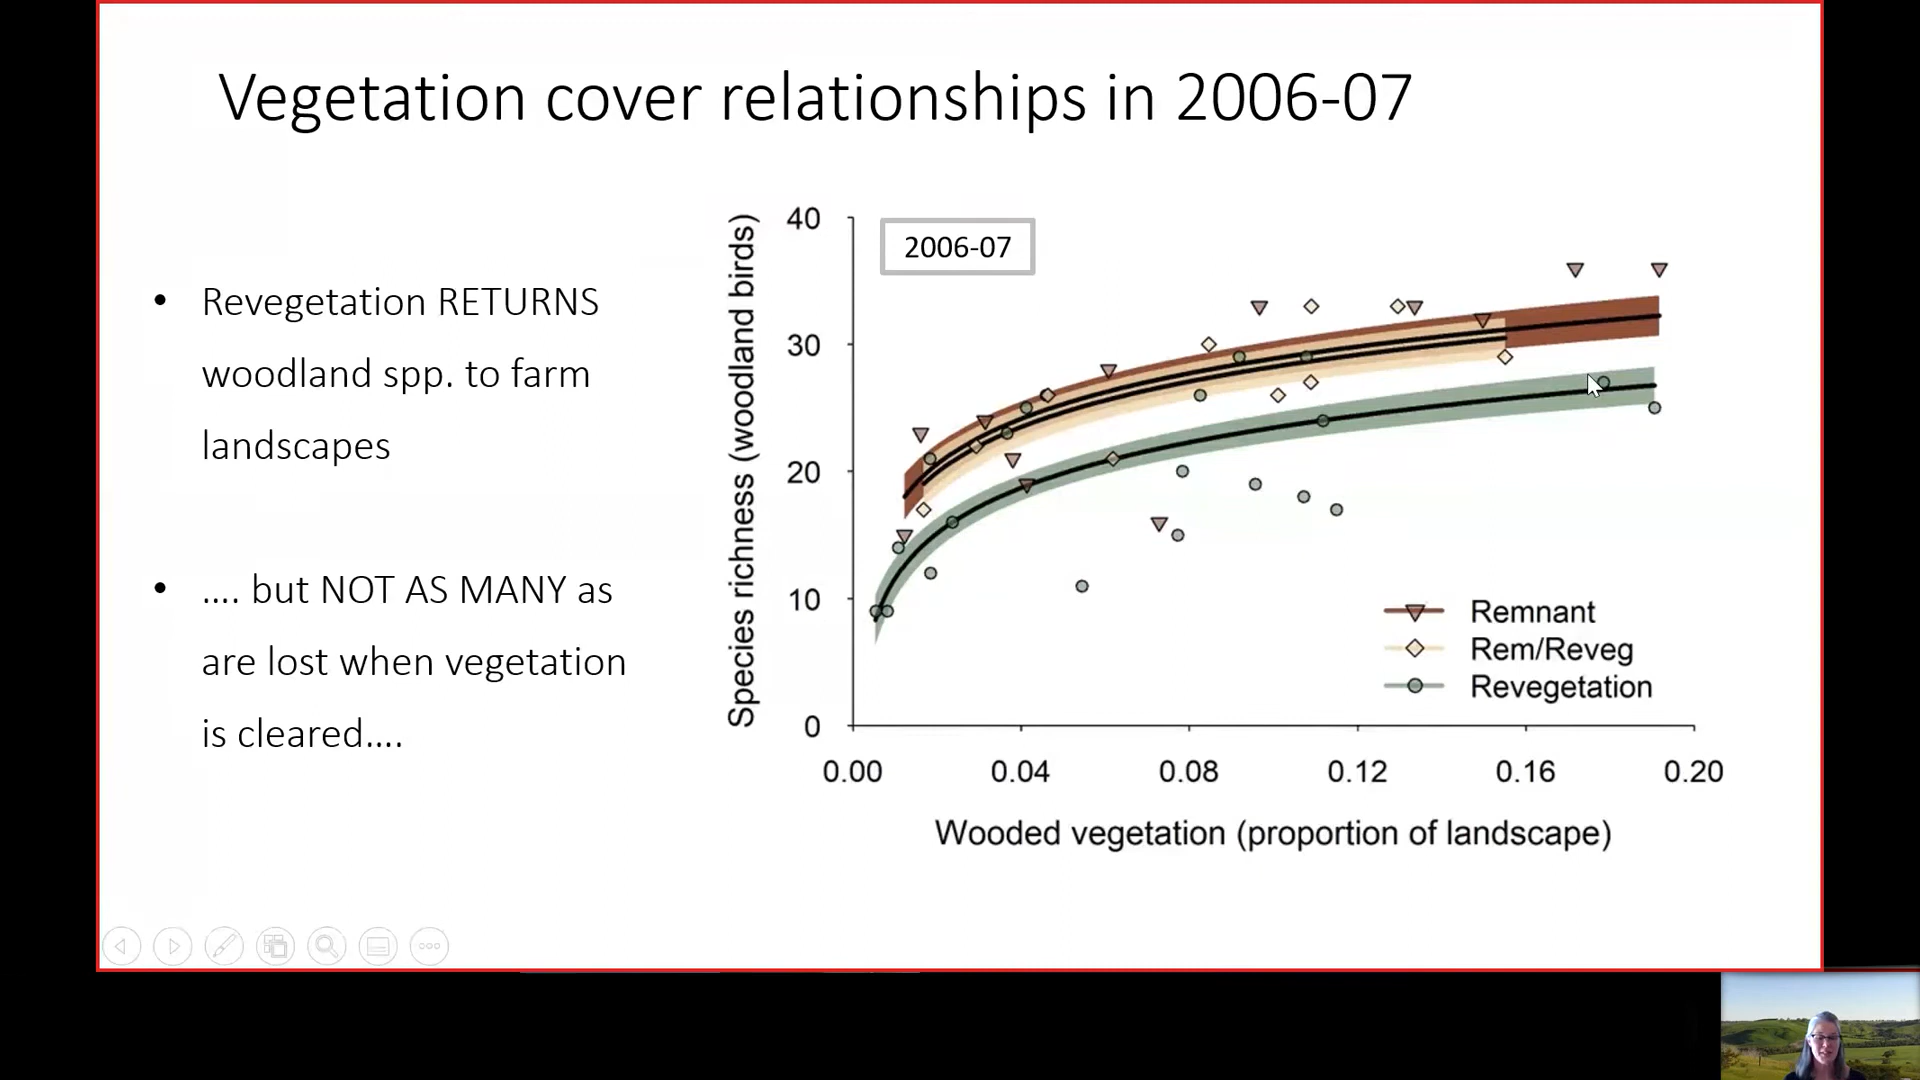 Vegetation cover relationships in 2006-07
• Revegetation RETURNS
woodland spp. to farm
landscapes
• .... but NOT AS MANY as
are lost when vegetation
is cleared....
Species richness (woodland birds)
40
30
20
10
0
2006-07
Remnant
Rem/Reveg
Revegetation
0.00 0.04 0.08 0.12 0.16 0.20
Wooded vegetation (proportion of landscape)